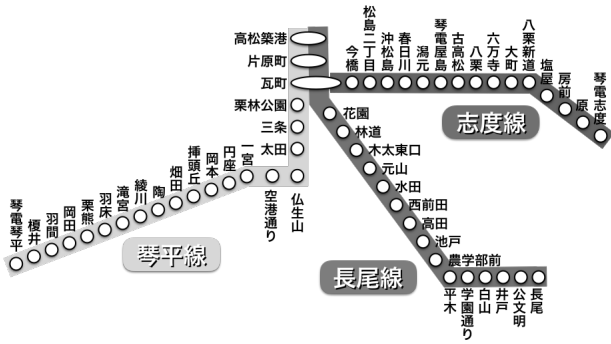 高松築港
片原町
瓦町
栗林公園
三条
太田
仏生山
空港通り
一宮
円座
岡本
挿頭丘
畑田
陶
綾川
滝宮
羽床
栗熊
岡田
羽間
榎井
琴電琴平
琴平線
今橋
松島二丁目
沖松島
春日川
潟元
琴電屋島
古高松
八栗
六万寺
大町
八栗新道
塩屋
房前
原
琴電志度
志度線
花園
林道
木太東口
元山
水田
西前田
高田
池戸
農学部前
平木
学園通り
白山
井戸
公文明
長尾
長尾線